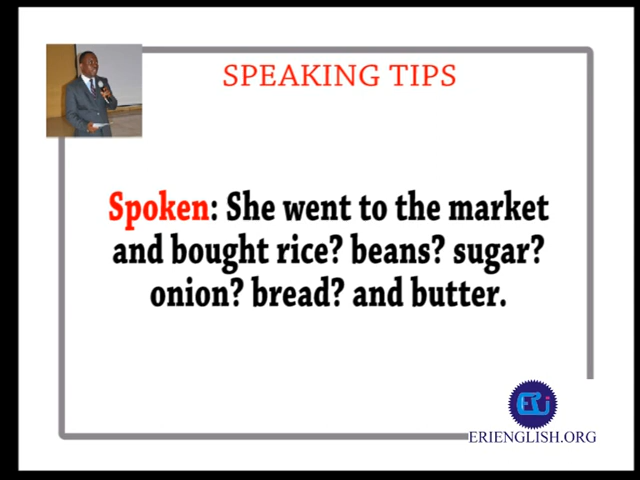 SPEAKING TIPS
Spoken: She went to the market
and bought rice? beans? sugar?
onion? bread? and butter.
ERi
ERIENGLISH.ORG